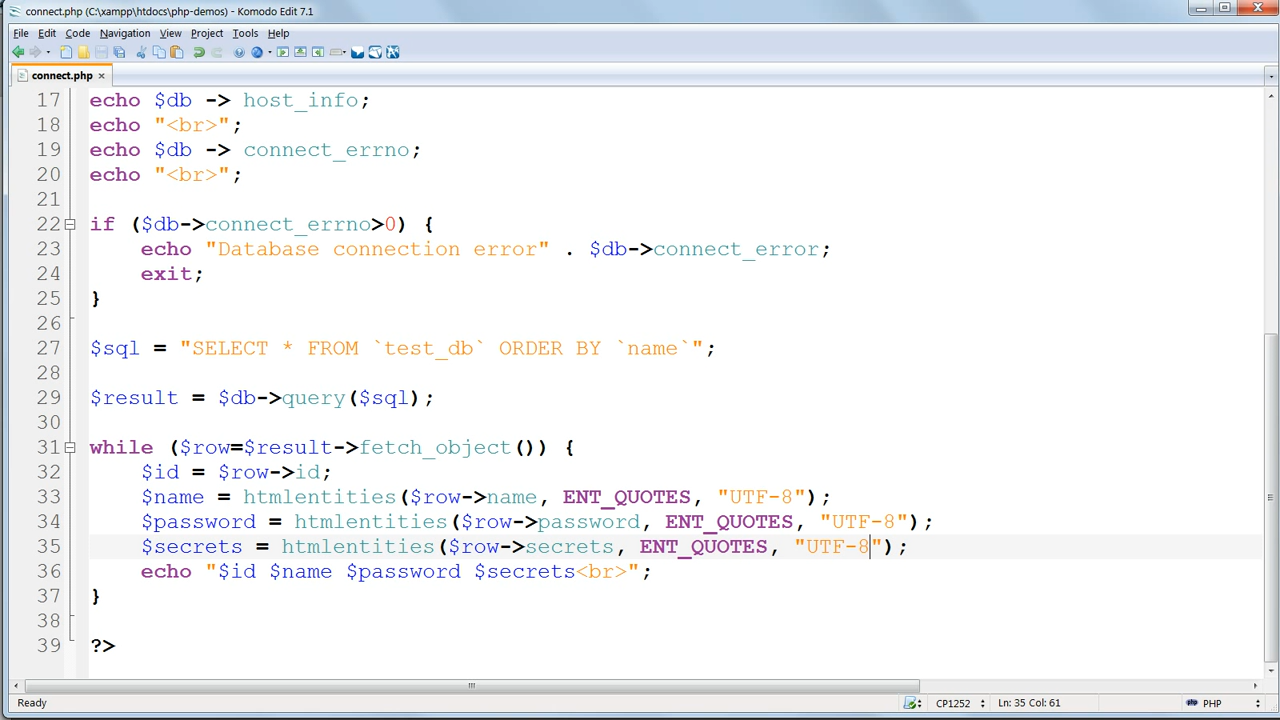 connect.php (C:\xampp\htdocs\php-demos) - Komodo Edit 7.1
File Edit Code Navigation View Project Tools Help
connect.php
17 echo $db -> host_info;
18 echo "<br>";
19 echo $db -> connect_errno;
20 echo "<br>";
21
22 if ($db->connect_errno>0) {
23 echo "Database connection error" . $db->connect_error;
24 exit;
25 }
26
27 $sql = "SELECT * FROM `test_db` ORDER BY `name`";
28
29 $result = $db->query($sql);
30
31 while ($row=$result->fetch_object()) {
32 $id = $row->id;
33 $name = htmlentities($row->name, ENT_QUOTES, "UTF-8");
34 $password = htmlentities($row->password, ENT_QUOTES, "UTF-8");
35 $secrets = htmlentities($row->secrets, ENT_QUOTES, "UTF-8");
36 echo "$id $name $password $secrets<br>";
37 }
38
39 ?>
Ready CP1252 Ln: 35 Col: 61 PHP